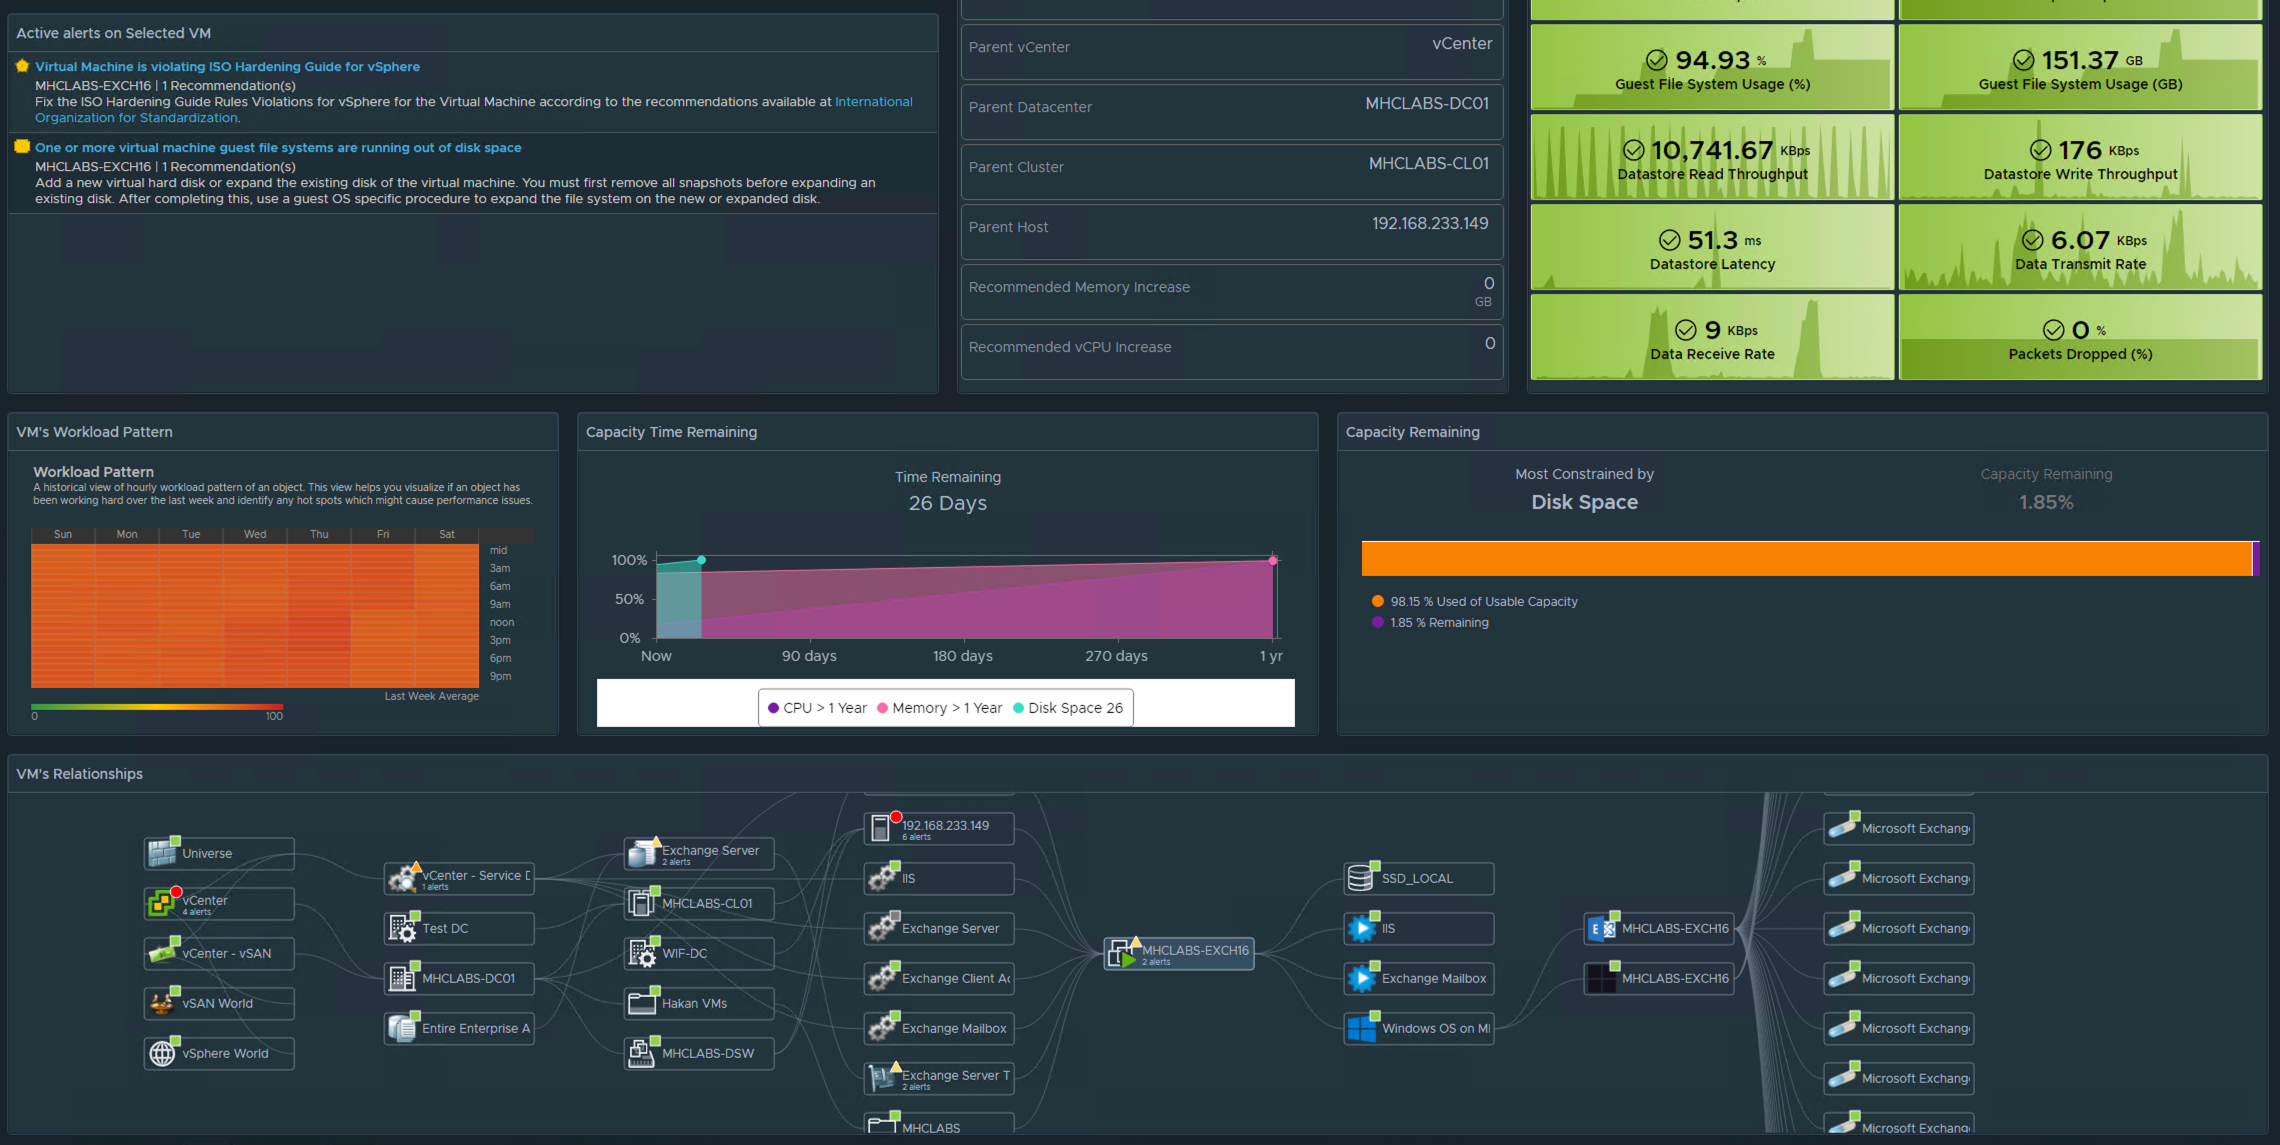 Active alerts on Selected VM
Virtual Machine is violating ISO Hardening Guide for vSphere
MHCLABS-EXCH16 | 1 Recommendation(s)
Fix the ISO Hardening Guide Rules Violations for vSphere for the Virtual Machine according to the recommendations available at International
Organization for Standardization.
One or more virtual machine guest file systems are running out of disk space
MHCLABS-EXCH16 | 1 Recommendation(s)
Add a new virtual hard disk or expand the existing disk of the virtual machine. You must first remove all snapshots before expanding an
existing disk. After completing this, use a guest OS specific procedure to expand the file system on the new or expanded disk.
Parent vCenter
vCenter
Parent Datacenter
MHCLABS-DC01
Parent Cluster
MHCLABS-CL01
Parent Host
192.168.233.149
Recommended Memory Increase
0
GB
Recommended vCPU Increase
0
94.93 %
Guest File System Usage (%)
151.37 GB
Guest File System Usage (GB)
10,741.67 KBps
Datastore Read Throughput
176 KBps
Datastore Write Throughput
51.3 ms
Datastore Latency
6.07 KBps
Data Transmit Rate
9 KBps
Data Receive Rate
0 %
Packets Dropped (%)
VM's Workload Pattern
Workload Pattern
A historical view of hourly workload pattern of an object. This view helps you visualize if an object has
been working hard over the last week and identify any hot spots which might cause performance issues.
Sun Mon Tue Wed Thu Fri Sat
mid
3am
6am
9am
noon
3pm
6pm
9pm
Last Week Average
0 100
Capacity Time Remaining
Time Remaining
26 Days
100%
50%
0%
Now 90 days 180 days 270 days 1 yr
CPU > 1 Year Memory > 1 Year Disk Space 26
Capacity Remaining
Most Constrained by
Disk Space
Capacity Remaining
1.85%
98.15 % Used of Usable Capacity
1.85 % Remaining
VM's Relationships
Universe
vCenter
4 alerts
vCenter - vSAN
vSAN World
vSphere World
vCenter - Service D
1 alerts
Test DC
MHCLABS-DC01
Entire Enterprise A
Exchange Server
2 alerts
MHCLABS-CL01
WIF-DC
Hakan VMs
MHCLABS-DSW
192.168.233.149
6 alerts
IIS
Exchange Server
Exchange Client Ac
Exchange Mailbox
Exchange Server T
2 alerts
MHCLABS
MHCLABS-EXCH16
2 alerts
SSD_LOCAL
IIS
Exchange Mailbox
Windows OS on M
MHCLABS-EXCH16
MHCLABS-EXCH16
Microsoft Exchang
Microsoft Exchang
Microsoft Exchang
Microsoft Exchang
Microsoft Exchang
Microsoft Exchang
Microsoft Exchang